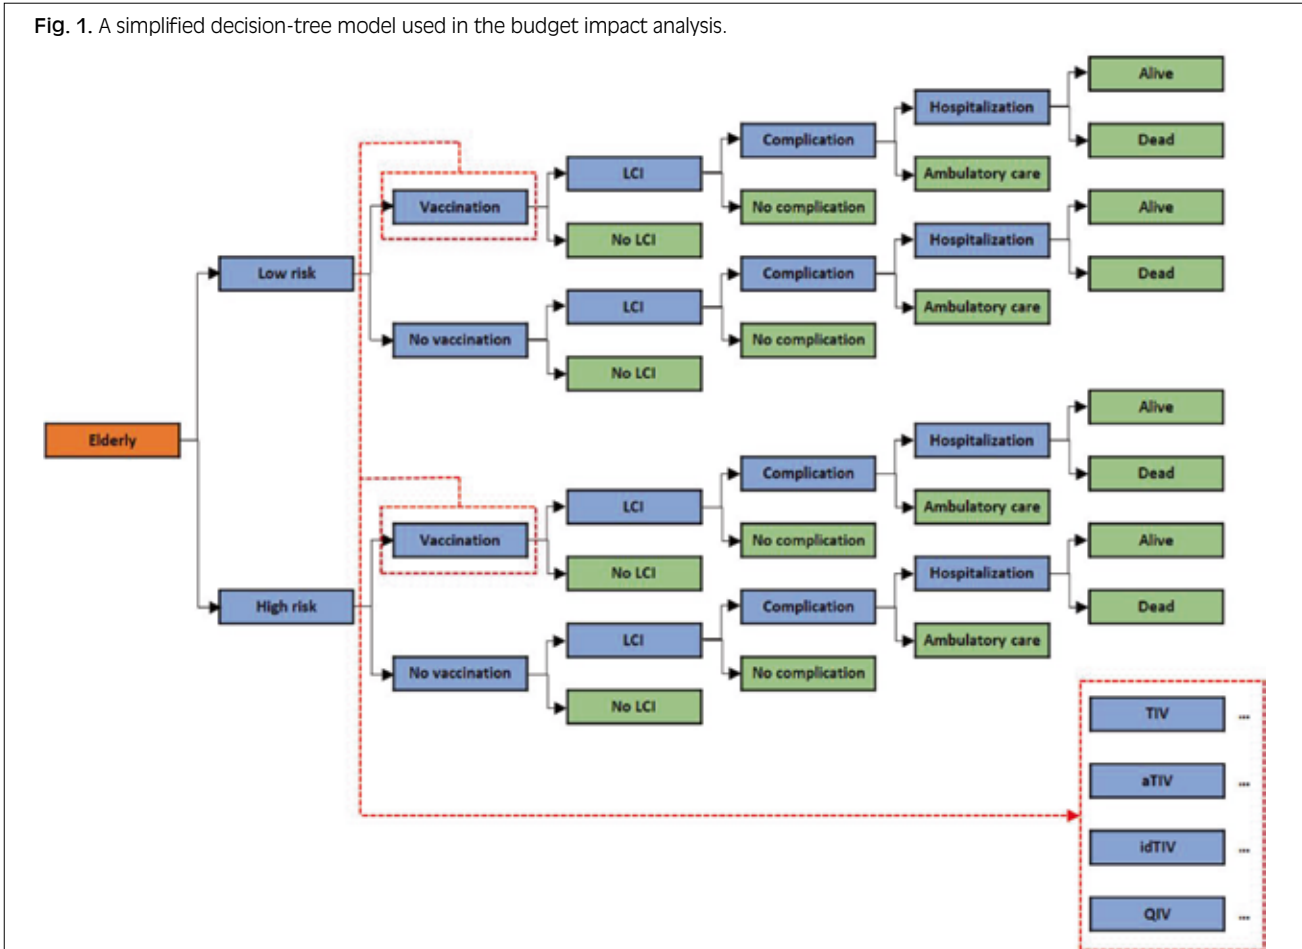 Fig. 1. A simplified decision-tree model used in the budget impact analysis.
Alive
Hospitalization
Complication
Dead
LCI
Ambulatory care
Vaccination
No complication
Alive
No LCI
Hospitalization
Low risk
Complication
Dead
LCI
Ambulatory care
No vaccination
No complication
No LCI
Alive
Elderly
Hospitalization
Complication
Dead
LCI
Ambulatory care
Vaccination
No complication
Alive
No LCI
Hospitalization
High risk
Complication
Dead
LCI
Ambulatory care
No vaccination
No complication
No LCI
TIV ...
aTIV ...
idTIV ...
QIV ...